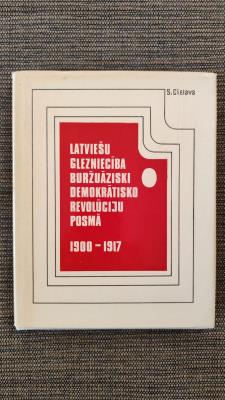 S. Cielava
LATVIEŠU
GLEZNIECĪBA
BURŽUĀZISKI
DEMOKRĀTISKO
REVOLŪCIJU
POSMĀ
1900-1917